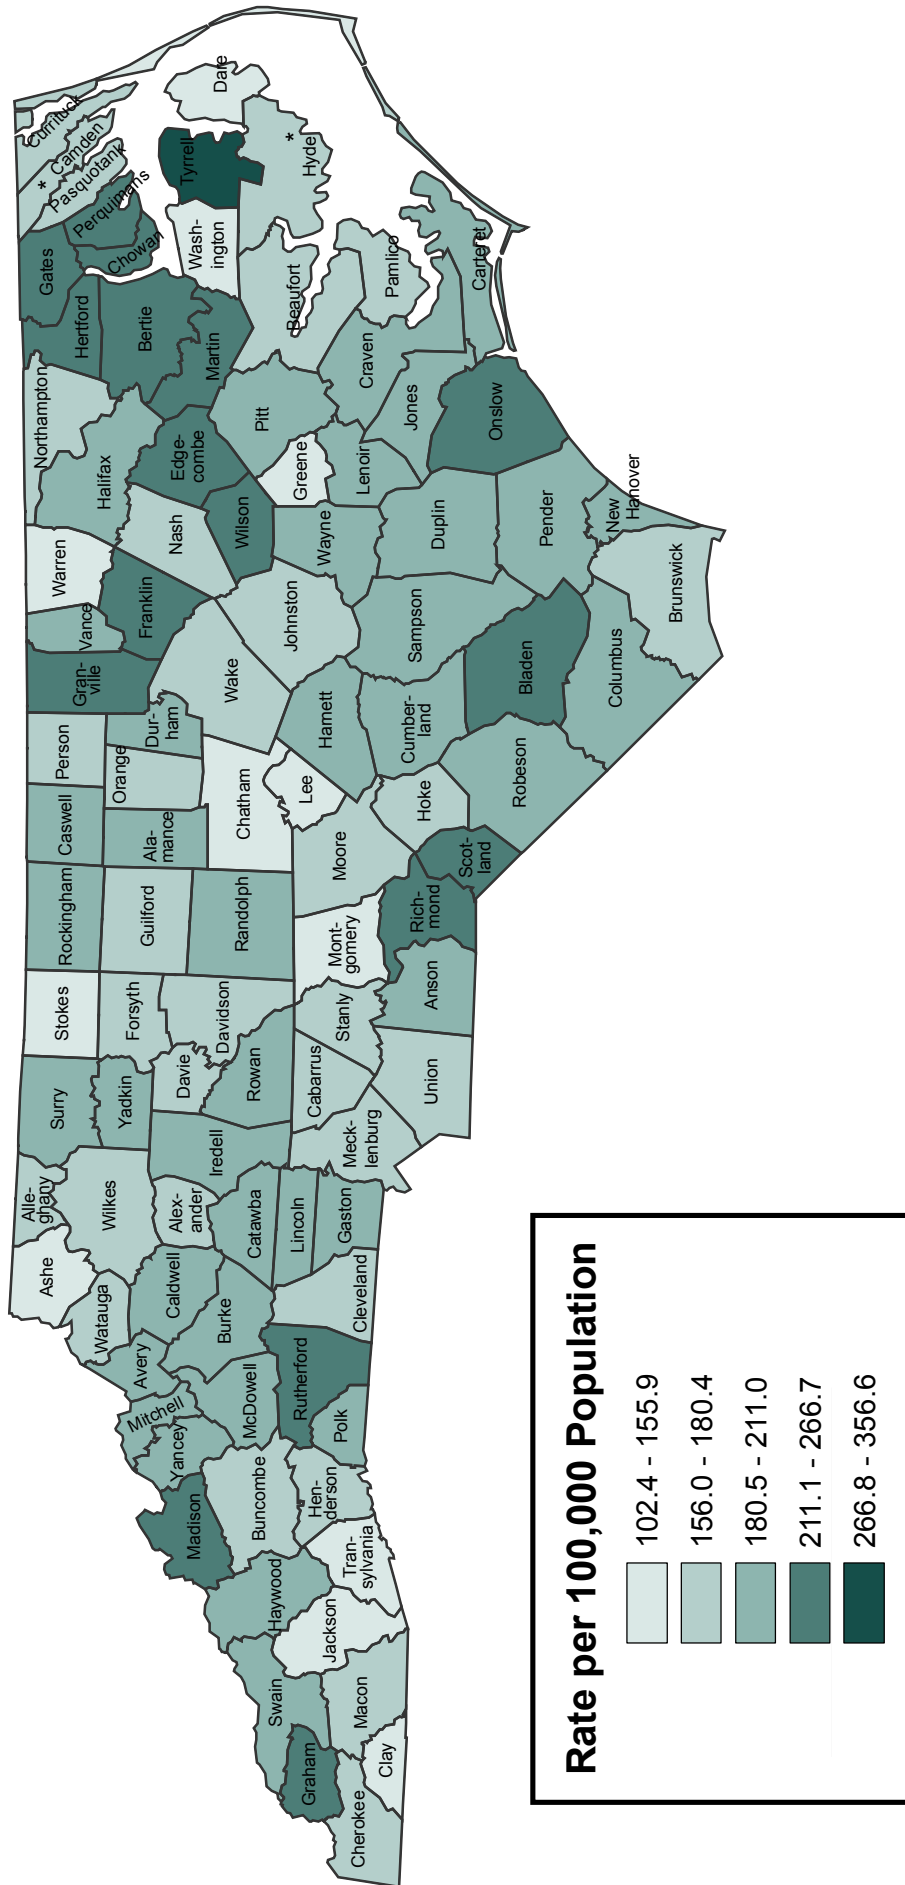 Cherokee
Graham
Clay
Macon
Swain
Jackson
Haywood
Tran-
sylvania
Madison
Buncombe
Hen-
derson
Yancey
Mitchell
McDowell
Polk
Rutherford
Avery
Burke
Cleveland
Watauga
Caldwell
Ashe
Alle-
ghany
Wilkes
Alex-
ander
Catawba
Lincoln
Gaston
Surry
Yadkin
Iredell
Meck-
lenburg
Davie
Rowan
Cabarrus
Union
Stokes
Forsyth
Davidson
Stanly
Anson
Rockingham
Guilford
Randolph
Mont-
gomery
Rich-
mond
Caswell
Ala-
mance
Chatham
Moore
Scot-
land
Person
Orange
Dur-
ham
Lee
Hoke
Robeson
Gran-
ville
Vance
Wake
Harnett
Cumber-
land
Bladen
Columbus
Warren
Franklin
Johnston
Sampson
Brunswick
Northampton
Halifax
Nash
Wilson
Wayne
Duplin
Pender
New
Hanover
Edge-
combe
Greene
Lenoir
Jones
Onslow
Hertford
Bertie
Martin
Pitt
Craven
Carteret
Gates
Chowan
Perquimans
Pasquotank
* Camden
Currituck
Wash-
ington
Tyrrell
Dare
Beaufort
*
Hyde
Pamlico
Rate per 100,000 Population
102.4 - 155.9
156.0 - 180.4
180.5 - 211.0
211.1 - 266.7
266.8 - 356.6